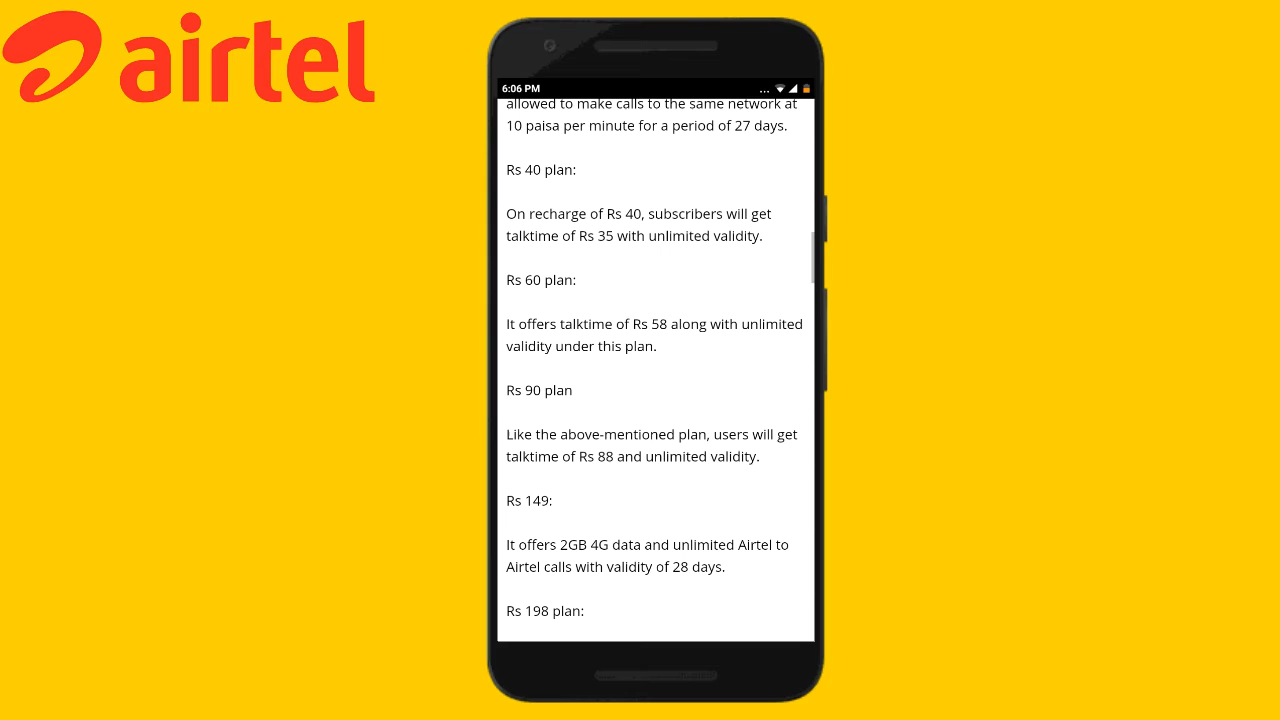 airtel
6:06 PM
allowed to make calls to the same network at
10 paisa per minute for a period of 27 days.
Rs 40 plan:
On recharge of Rs 40, subscribers will get
talktime of Rs 35 with unlimited validity.
Rs 60 plan:
It offers talktime of Rs 58 along with unlimited
validity under this plan.
Rs 90 plan
Like the above-mentioned plan, users will get
talktime of Rs 88 and unlimited validity.
Rs 149:
It offers 2GB 4G data and unlimited Airtel to
Airtel calls with validity of 28 days.
Rs 198 plan: